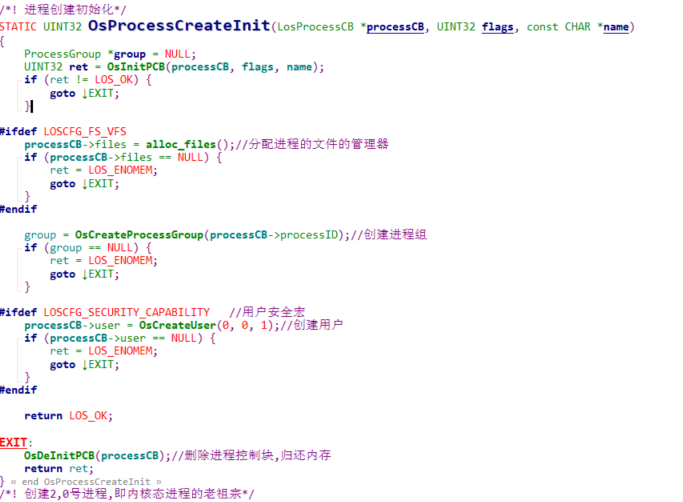 /*! 进程创建初始化*/
STATIC UINT32 OsProcessCreateInit(LosProcessCB *processCB, UINT32 flags, const CHAR *name)
{
    ProcessGroup *group = NULL;
    UINT32 ret = OsInitPCB(processCB, flags, name);
    if (ret != LOS_OK) {
        goto ↓EXIT;
    }

#ifdef LOSCFG_FS_VFS
    processCB->files = alloc_files();//分配进程的文件的管理器
    if (processCB->files == NULL) {
        ret = LOS_ENOMEM;
        goto ↓EXIT;
    }
#endif

    group = OsCreateProcessGroup(processCB->processID);//创建进程组
    if (group == NULL) {
        ret = LOS_ENOMEM;
        goto ↓EXIT;
    }

#ifdef LOSCFG_SECURITY_CAPABILITY   //用户安全宏
    processCB->user = OsCreateUser(0, 0, 1);//创建用户
    if (processCB->user == NULL) {
        ret = LOS_ENOMEM;
        goto ↓EXIT;
    }
#endif

    return LOS_OK;

EXIT:
    OsDeInitPCB(processCB);//删除进程控制块,归还内存
    return ret;
} « end OsProcessCreateInit »
/*! 创建2,0号进程,即内核态进程的老祖宗*/